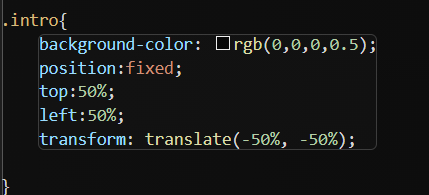 .intro{
background-color: rgb(0,0,0,0.5);
position:fixed;
top:50%;
left:50%;
transform: translate(-50%, -50%);
}